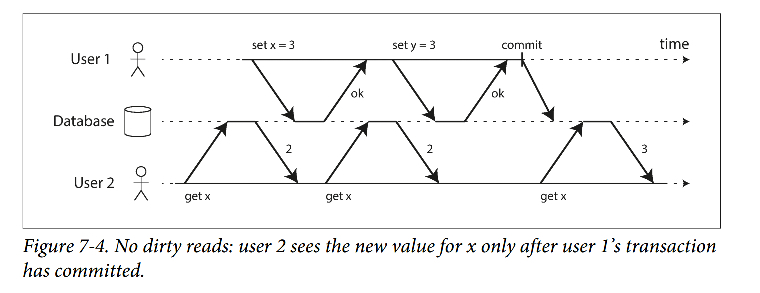 set x = 3
set y = 3
commit
time
User 1
ok
ok
Database
2
2
3
User 2
get x
get x
get x
Figure 7-4. No dirty reads: user 2 sees the new value for x only after user 1’s transaction
has committed.